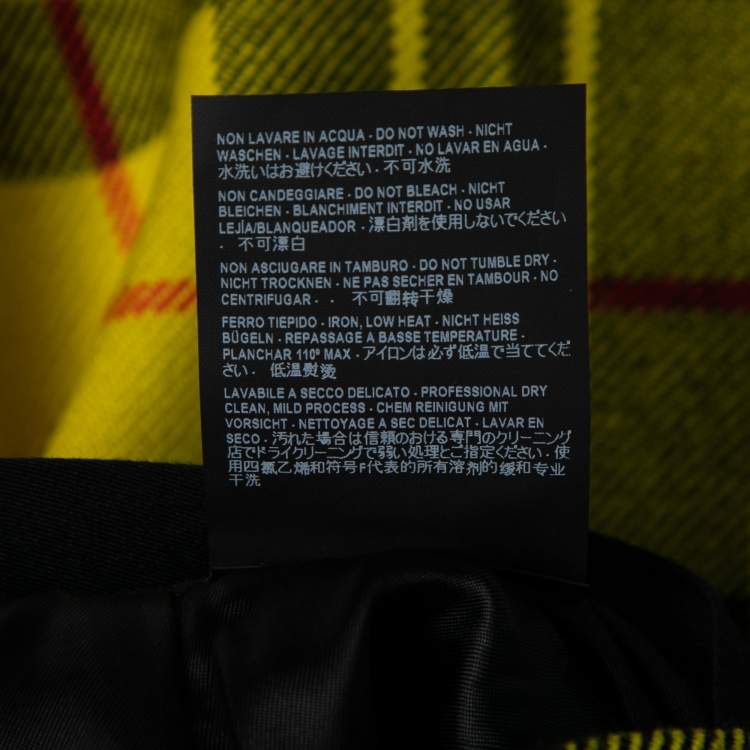 NON LAVARE IN ACQUA - DO NOT WASH - NICHT
WASCHEN - LAVAGE INTERDIT - NO LAVAR EN AGUA -
水洗いはお避けください - 不可水洗
NON CANDEGGIARE - DO NOT BLEACH - NICHT
BLEICHEN - BLANCHIMENT INTERDIT - NO USAR
LEJÍA/BLANQUEADOR - 漂白剤を使用しないでください
- 不可漂白
NON ASCIUGARE IN TAMBURO - DO NOT TUMBLE DRY -
NICHT TROCKNEN - NE PAS SECHER EN TAMBOUR - NO
CENTRIFUGAR - - 不可翻转干燥
FERRO TIEPIDO - IRON, LOW HEAT - NICHT HEISS
BÜGELN - REPASSAGE A BASSE TEMPERATURE -
PLANCHAR 110º MAX - アイロンは必ず低温で当ててくだ
さい - 低温熨烫
LAVABILE A SECCO DELICATO - PROFESSIONAL DRY
CLEAN, MILD PROCESS - CHEM REINIGUNG MIT
VORSICHT - NETTOYAGE A SEC DELICAT - LAVAR EN
SECO - 汚れた場合は信頼のおける専門のクリーニング
店でドライクリーニングで弱い処理とご指定ください - 使
用四氯乙烯和符号F代表的所有溶剂的缓和专业
干洗